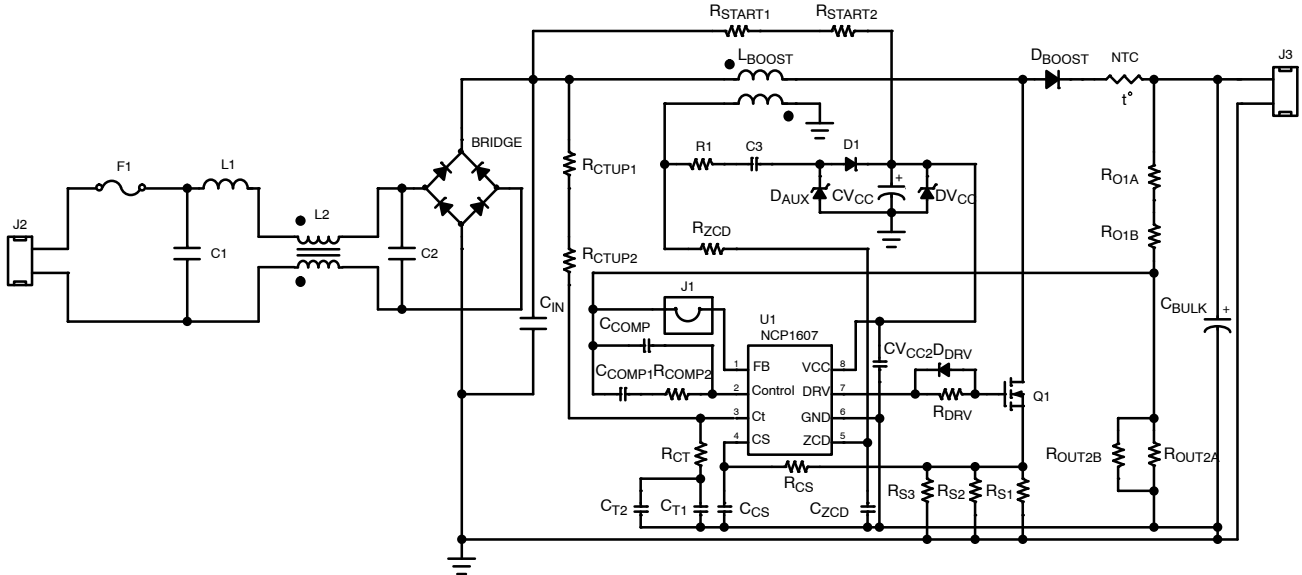 RSTART1
RSTART2
LBOOST
DBOOST
NTC
t°
J3
BRIDGE
R1
C3
D1
F1
L1
RCTUP1
DAUX
CVCC
+
DVCC
RO1A
J2
L2
RZCD
RO1B
C1
C2
RCTUP2
CIN
J1
CBULK
+
CCOMP
U1
NCP1607
CVCC2
DDRV
CCOMP1
RCOMP2
1
FB
VCC
8
2
Control
DRV
7
3
Ct
GND
6
4
CS
ZCD
5
RDRV
Q1
RCT
RCS
ROUT2B
ROUT2A
CT2
CT1
CCS
CZCD
RS3
RS2
RS1